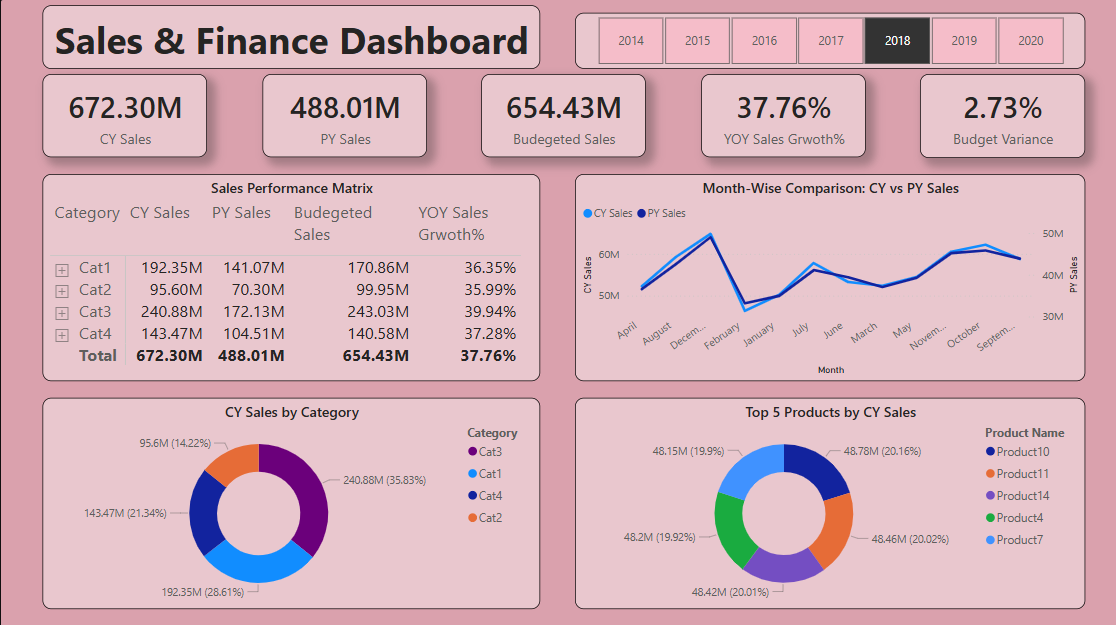 Sales & Finance Dashboard
2014 2015 2016 2017 2018 2019 2020
672.30M
CY Sales
488.01M
PY Sales
654.43M
Budegeted Sales
37.76%
YOY Sales Grwoth%
2.73%
Budget Variance
Sales Performance Matrix
Category CY Sales PY Sales Budegeted YOY Sales
Sales Grwoth%
Cat1 192.35M 141.07M 170.86M 36.35%
Cat2 95.60M 70.30M 99.95M 35.99%
Cat3 240.88M 172.13M 243.03M 39.94%
Cat4 143.47M 104.51M 140.58M 37.28%
Total 672.30M 488.01M 654.43M 37.76%
Month-Wise Comparison: CY vs PY Sales
CY Sales PY Sales
CY Sales
60M
50M
50M
40M
30M
PY Sales
April August Decem... February January July June March May Novem... October Septem...
Month
CY Sales by Category
95.6M (14.22%)
240.88M (35.83%)
143.47M (21.34%)
192.35M (28.61%)
Category
Cat3
Cat1
Cat4
Cat2
Top 5 Products by CY Sales
48.15M (19.9%)
48.78M (20.16%)
48.2M (19.92%)
48.46M (20.02%)
48.42M (20.01%)
Product Name
Product10
Product11
Product14
Product4
Product7